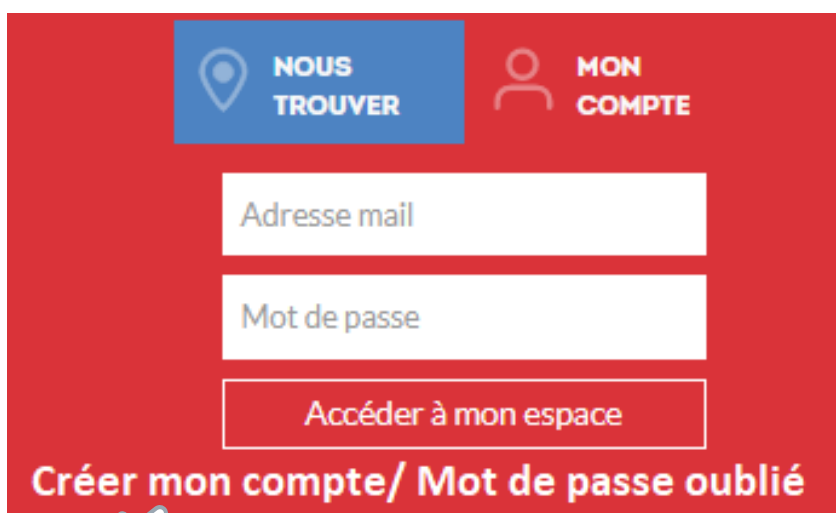 NOUS
TROUVER
MON
COMPTE
Adresse mail
Mot de passe
Accéder à mon espace
Créer mon compte/ Mot de passe oublié